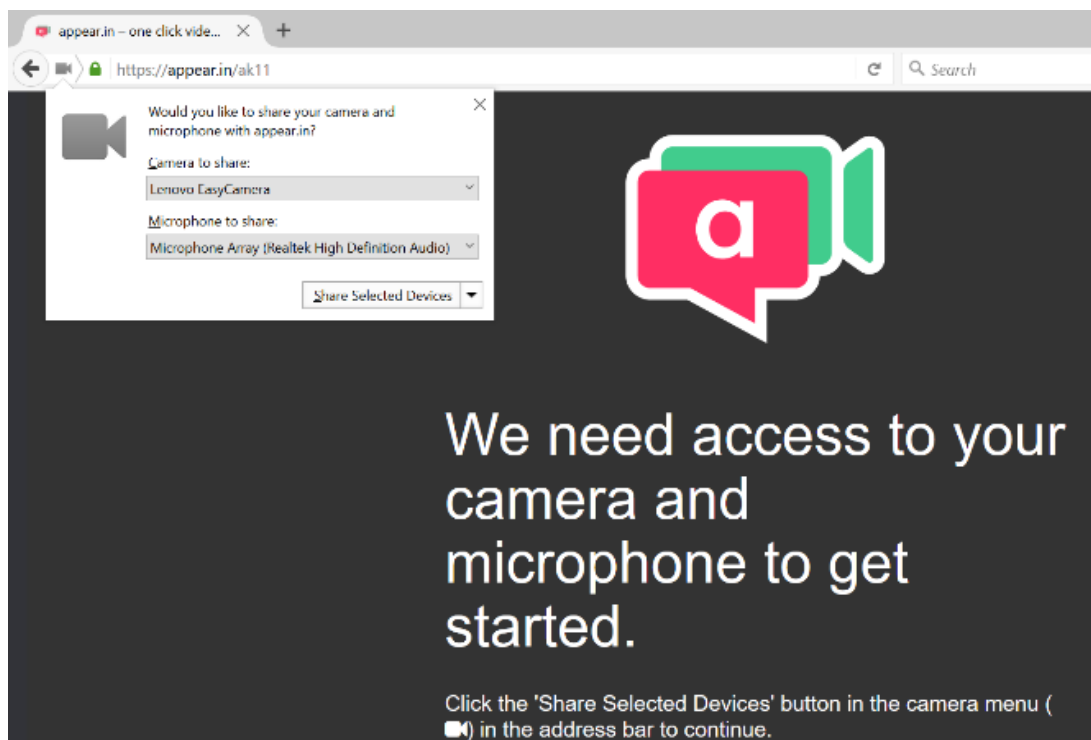 appear.in – one click vide...
https://appear.in/ak11
Search
Would you like to share your camera and
microphone with appear.in?
Camera to share:
Lenovo EasyCamera
Microphone to share:
Microphone Array (Realtek High Definition Audio)
Share Selected Devices
a
We need access to your
camera and
microphone to get
started.
Click the 'Share Selected Devices' button in the camera menu (
) in the address bar to continue.